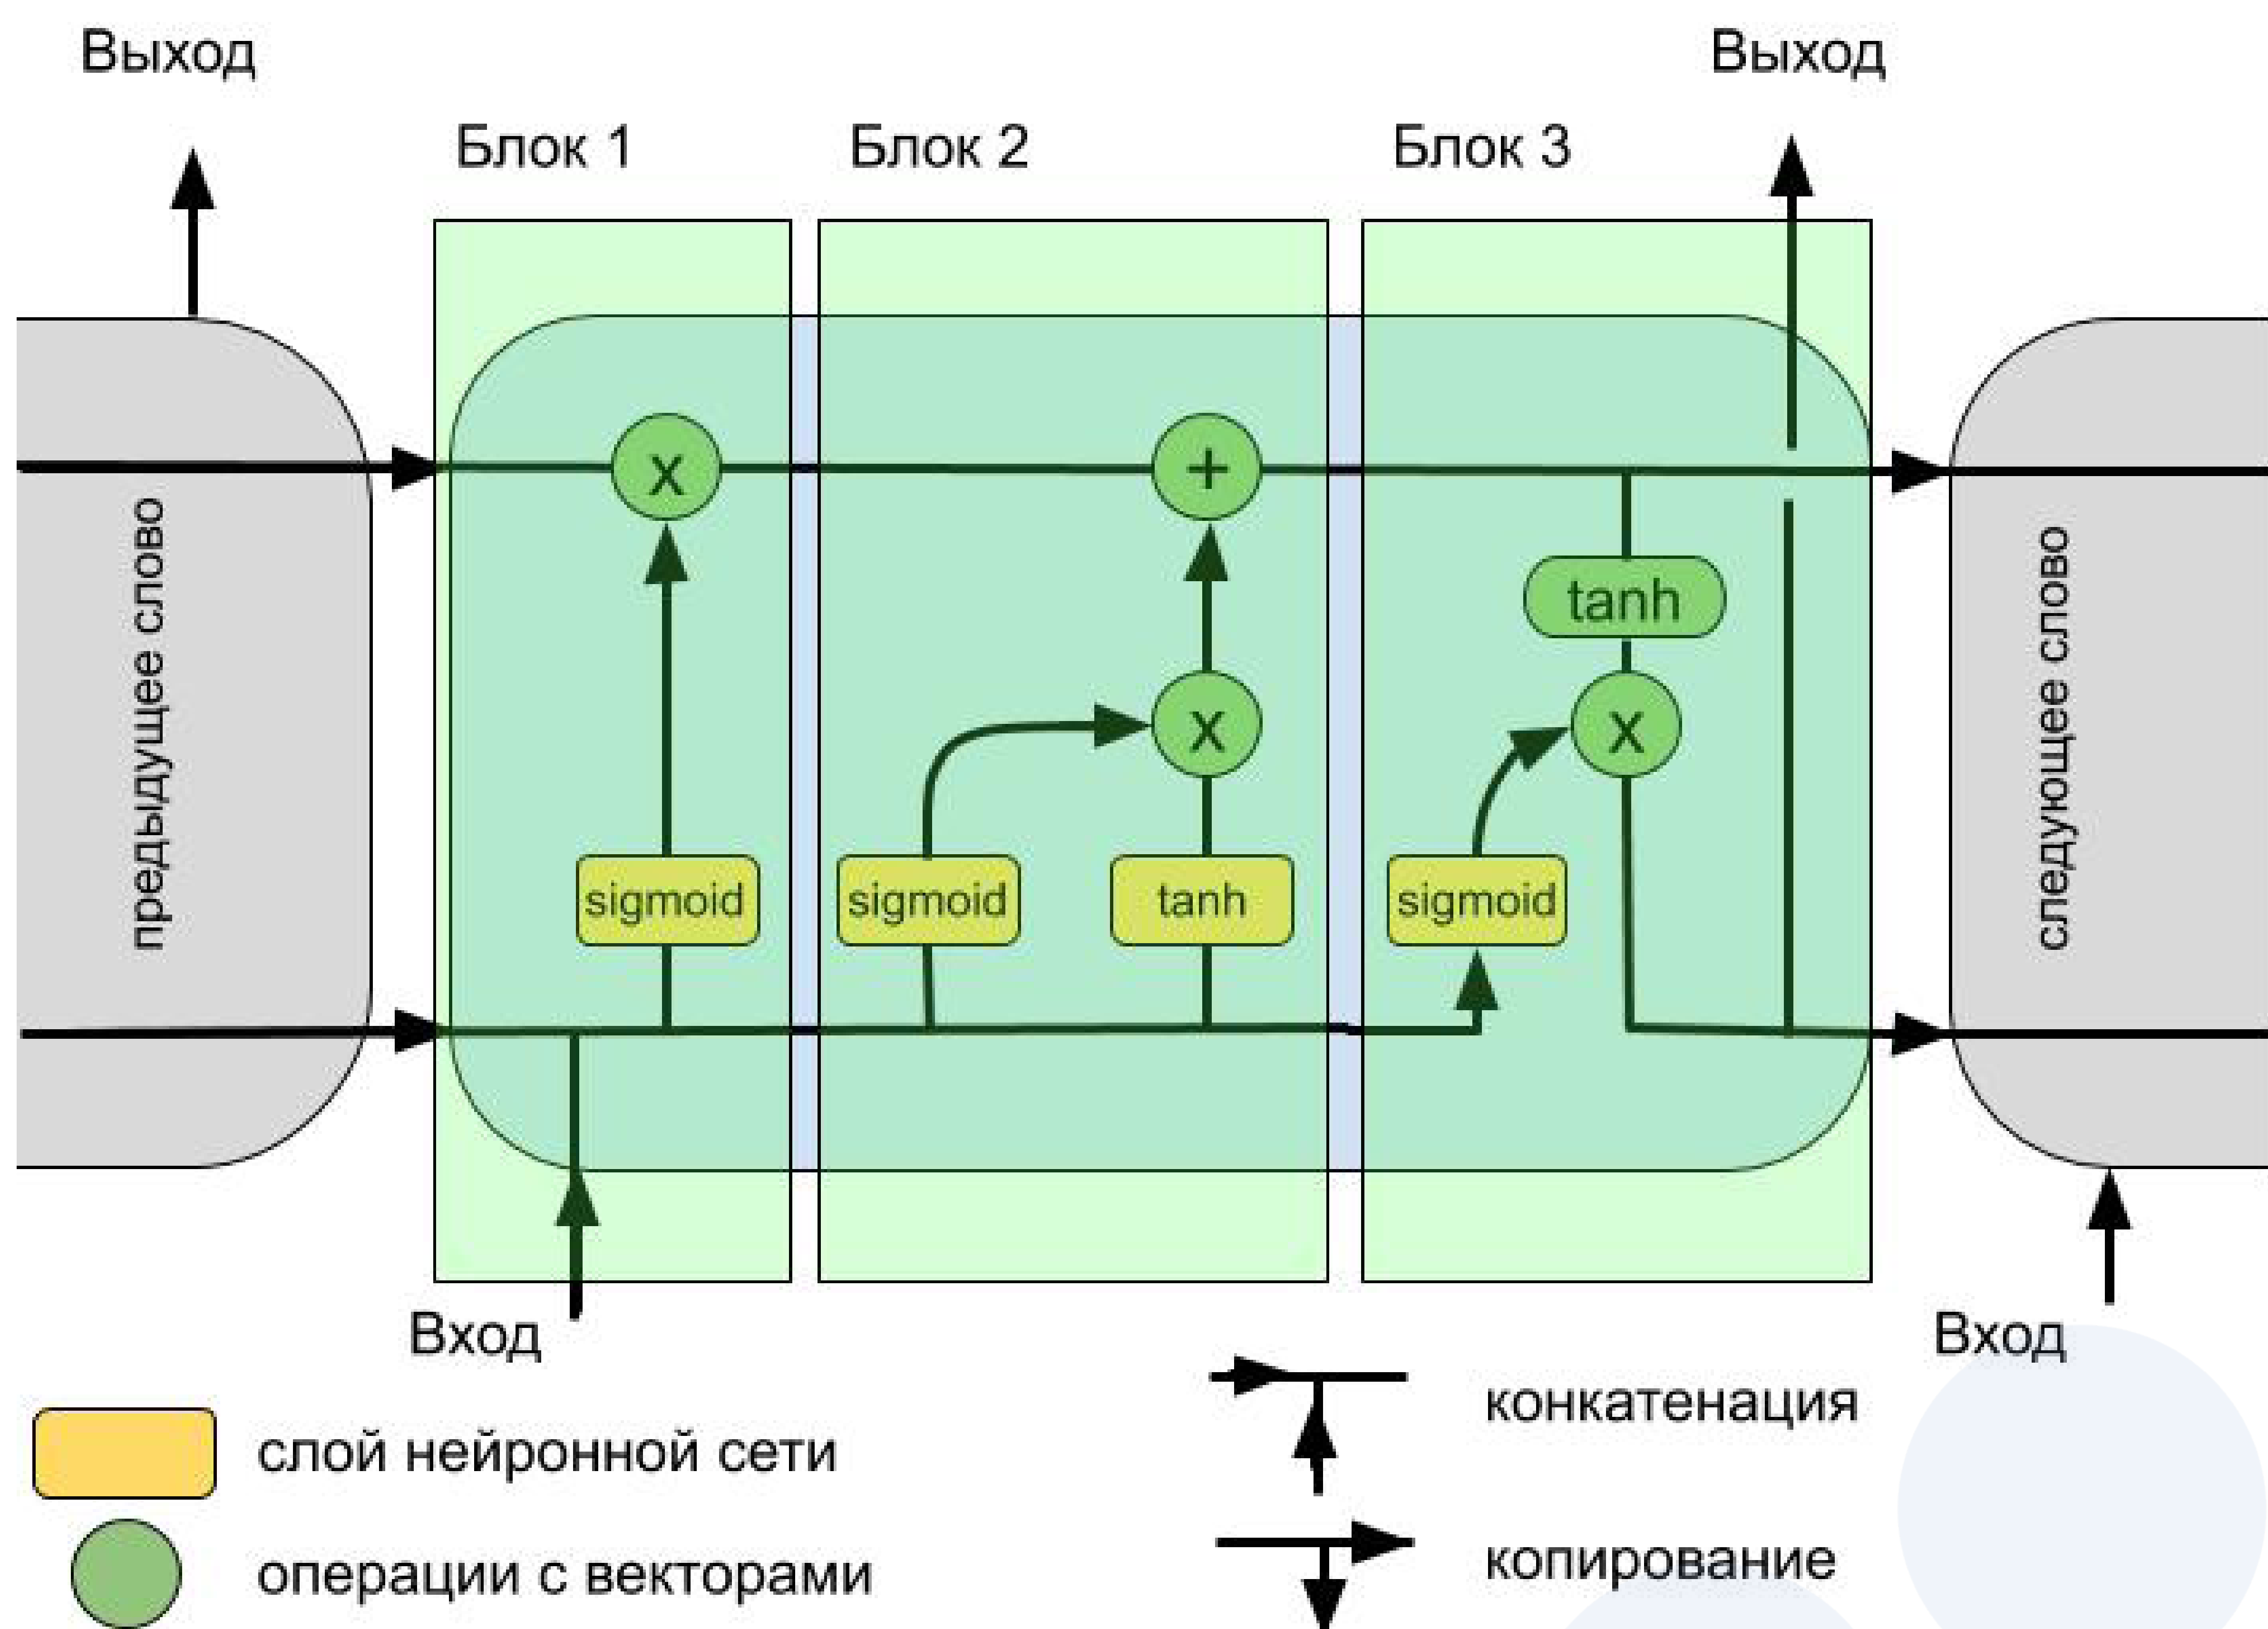 Выход
Выход
Блок 1
Блок 2
Блок 3
x
+
tanh
x
x
предыдущее слово
следующее слово
sigmoid
sigmoid
tanh
sigmoid
Вход
Вход
слой нейронной сети
конкатенация
операции с векторами
копирование